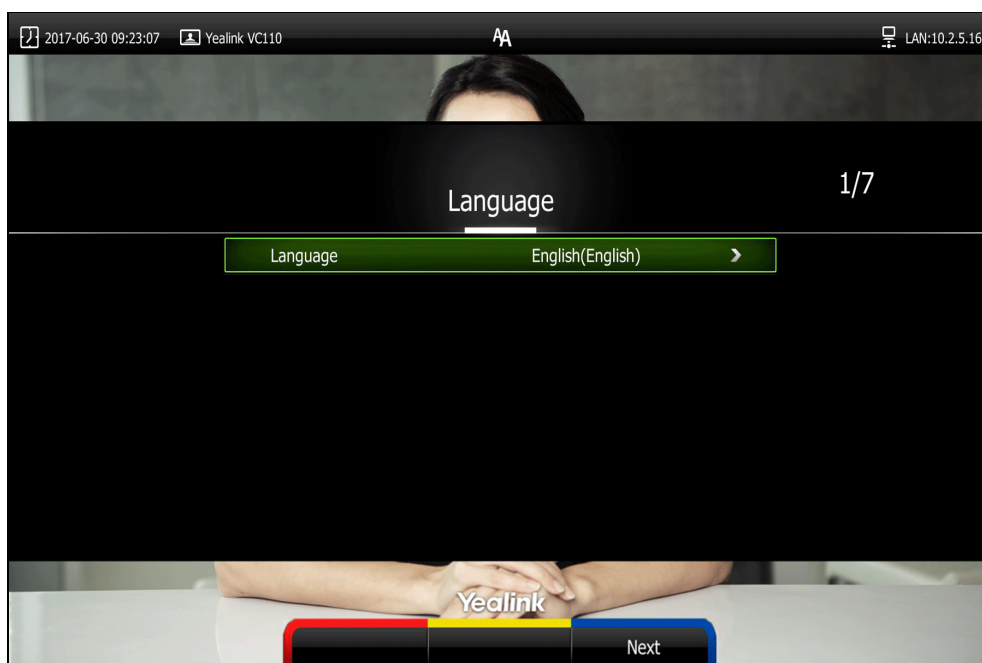 2017-06-30 09:23:07 Yealink VC110 AA LAN:10.2.5.16
1/7
Language
Language English(English)
Yealink
Next